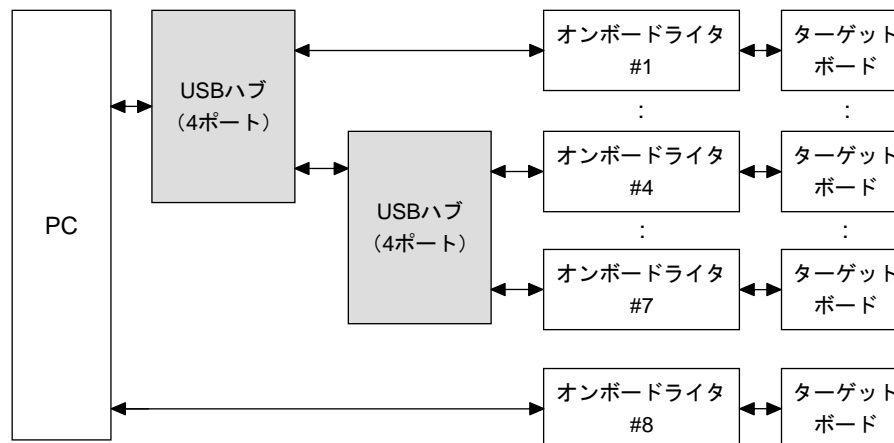 オンボードライタ
#1
ターゲット
ボード
USBハブ
（4ポート）
:
:
オンボードライタ
#4
ターゲット
ボード
PC
USBハブ
（4ポート）
:
:
オンボードライタ
#7
ターゲット
ボード
オンボードライタ
#8
ターゲット
ボード